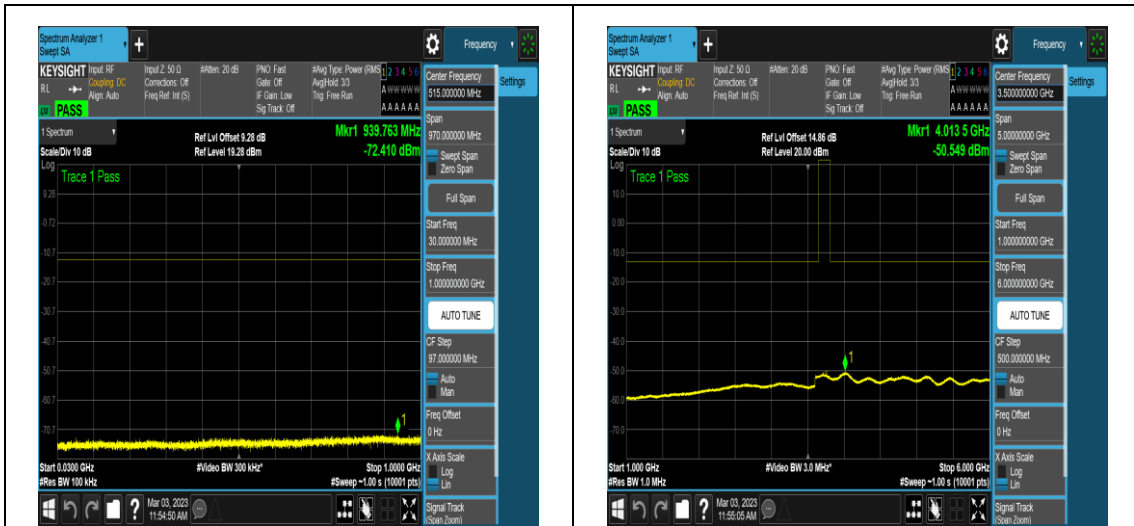 Spectrum Analyzer 1
Swept SA
+
Frequency
KEYSIGHT
RL
Input: RF
Coupling: DC
Align: Auto
Input Z: 50 Ω
Corrections: Off
Freq Ref: Int (S)
#Atten: 20 dB
PNO: Fast
Gate: Off
IF Gain: Low
Sig Track: Off
#Avg Type: Power (RMS)
Avg|Hold: 3/3
Trig: Free Run
1 2 3 4 5 6
A W W W W W
A A A A A A
PASS
1 Spectrum
Scale/Div 10 dB
Ref Lvl Offset 9.28 dB
Ref Level 19.28 dBm
Mkr1 939.763 MHz
-72.410 dBm
Log
Trace 1 Pass
9.28
-0.72
-10.7
-20.7
-30.7
-40.7
-50.7
-60.7
-70.7
1
Start 0.0300 GHz
#Res BW 100 kHz
#Video BW 300 kHz*
Stop 1.0000 GHz
#Sweep ~1.00 s (10001 pts)
Center Frequency
515.000000 MHz
Settings
Span
970.000000 MHz
Swept Span
Zero Span
Full Span
Start Freq
30.000000 MHz
Stop Freq
1.000000000 GHz
AUTO TUNE
CF Step
97.000000 MHz
Auto
Man
Freq Offset
0 Hz
X Axis Scale
Log
Lin
Signal Track
(Span Zoom)
?
Mar 03, 2023
11:54:50 AM
Spectrum Analyzer 1
Swept SA
+
Frequency
KEYSIGHT
RL
Input: RF
Coupling: DC
Align: Auto
Input Z: 50 Ω
Corrections: Off
Freq Ref: Int (S)
#Atten: 20 dB
PNO: Fast
Gate: Off
IF Gain: Low
Sig Track: Off
#Avg Type: Power (RMS)
Avg|Hold: 3/3
Trig: Free Run
1 2 3 4 5 6
A W W W W W
A A A A A A
PASS
1 Spectrum
Scale/Div 10 dB
Ref Lvl Offset 14.86 dB
Ref Level 20.00 dBm
Mkr1 4.013 5 GHz
-50.549 dBm
Log
Trace 1 Pass
10.0
0.00
-10.0
-20.0
-30.0
-40.0
-50.0
-60.0
-70.0
1
Start 1.000 GHz
#Res BW 1.0 MHz
#Video BW 3.0 MHz*
Stop 6.000 GHz
#Sweep ~1.00 s (10001 pts)
Center Frequency
3.500000000 GHz
Settings
Span
5.00000000 GHz
Swept Span
Zero Span
Full Span
Start Freq
1.000000000 GHz
Stop Freq
6.000000000 GHz
AUTO TUNE
CF Step
500.000000 MHz
Auto
Man
Freq Offset
0 Hz
X Axis Scale
Log
Lin
Signal Track
(Span Zoom)
?
Mar 03, 2023
11:55:05 AM